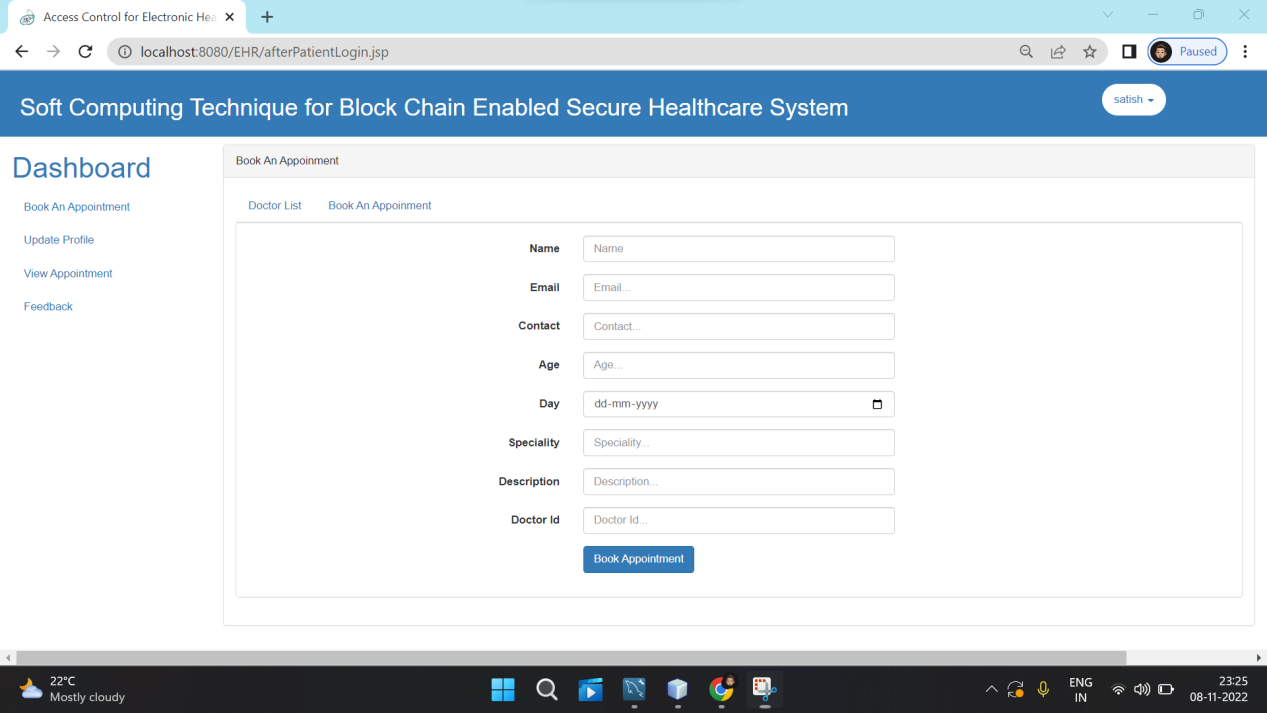 Access Control for Electronic Hea
localhost:8080/EHR/afterPatientLogin.jsp
Paused
Soft Computing Technique for Block Chain Enabled Secure Healthcare System
satish
Dashboard
Book An Appointment
Update Profile
View Appointment
Feedback
Book An Appoinment
Doctor List
Book An Appoinment
Name
Name
Email
Email...
Contact
Contact...
Age
Age...
Day
dd-mm-yyyy
Speciality
Speciality...
Description
Description...
Doctor Id
Doctor Id...
Book Appointment
22°C
Mostly cloudy
ENG
IN
23:25
08-11-2022